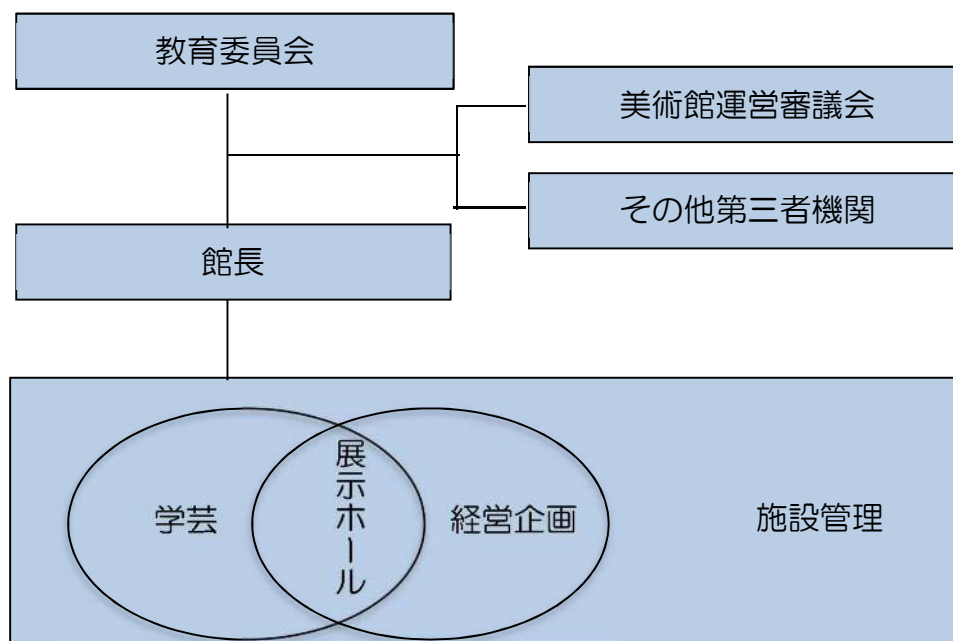 教育委員会
美術館運営審議会
その他第三者機関
館長
学芸
展示ホール
経営企画
施設管理